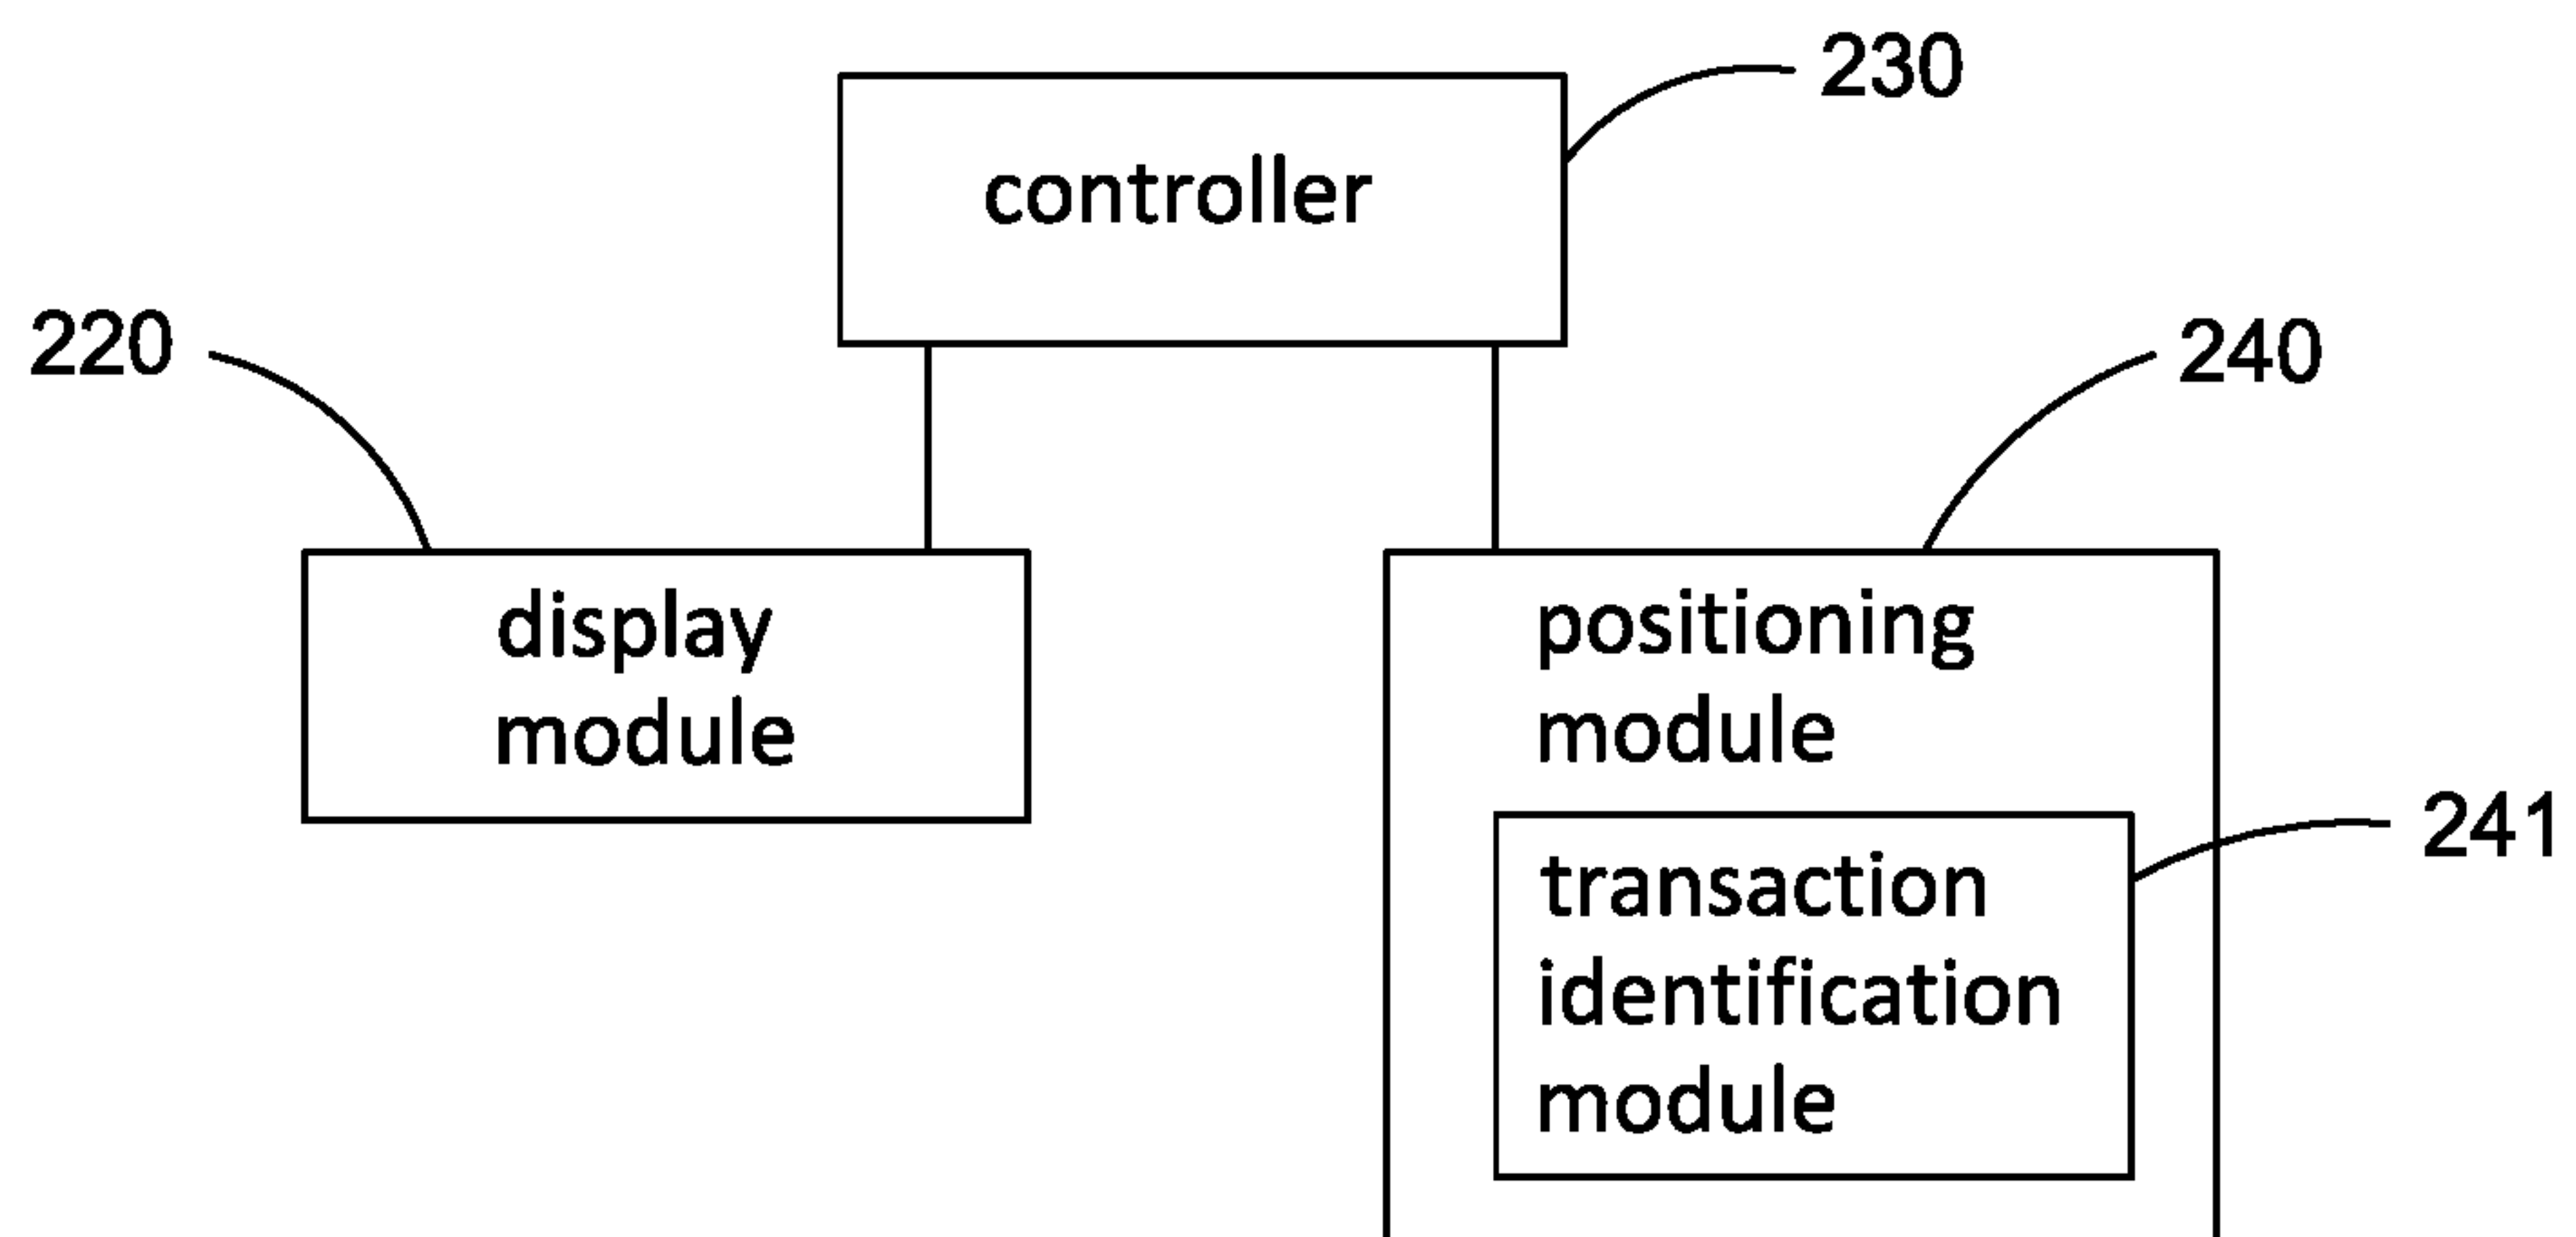 230
controller
220
240
display
module
positioning
module
241
transaction
identification
module